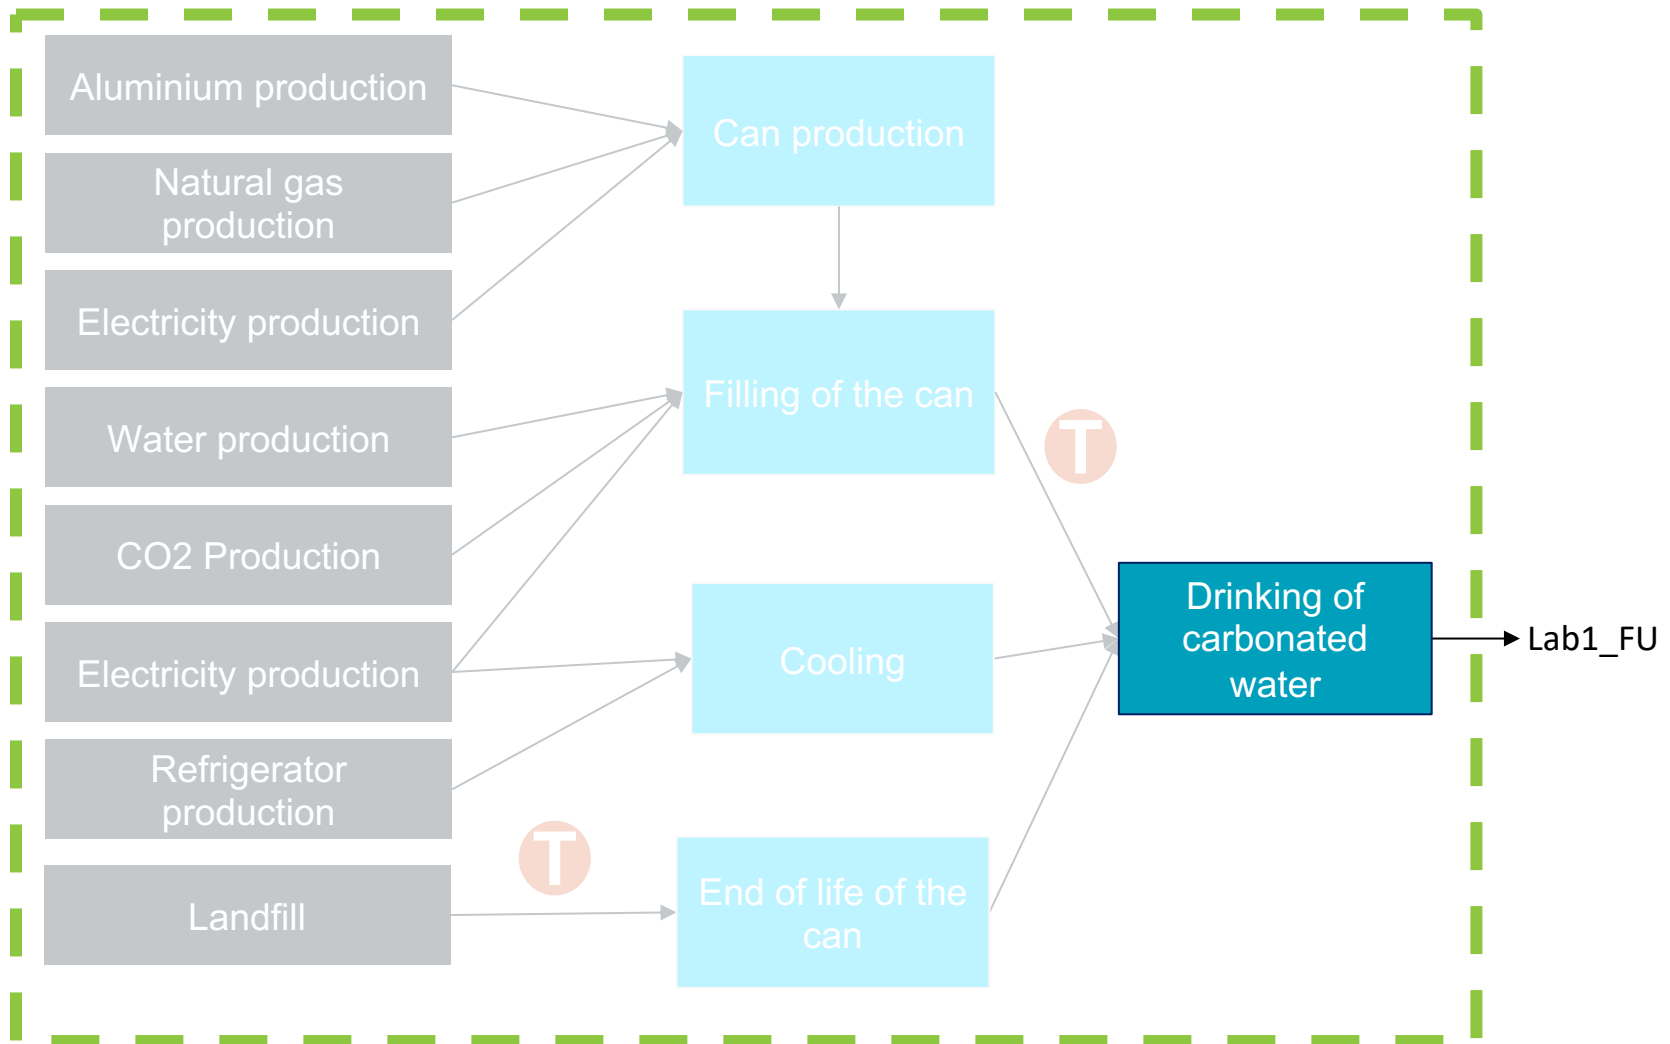 Aluminium production
Natural gas
production
Electricity production
Water production
CO2 Production
Electricity production
Refrigerator
production
Landfill
T
Can production
Filling of the can
Cooling
End of life of the
can
T
Drinking of
carbonated
water
Lab1_FU